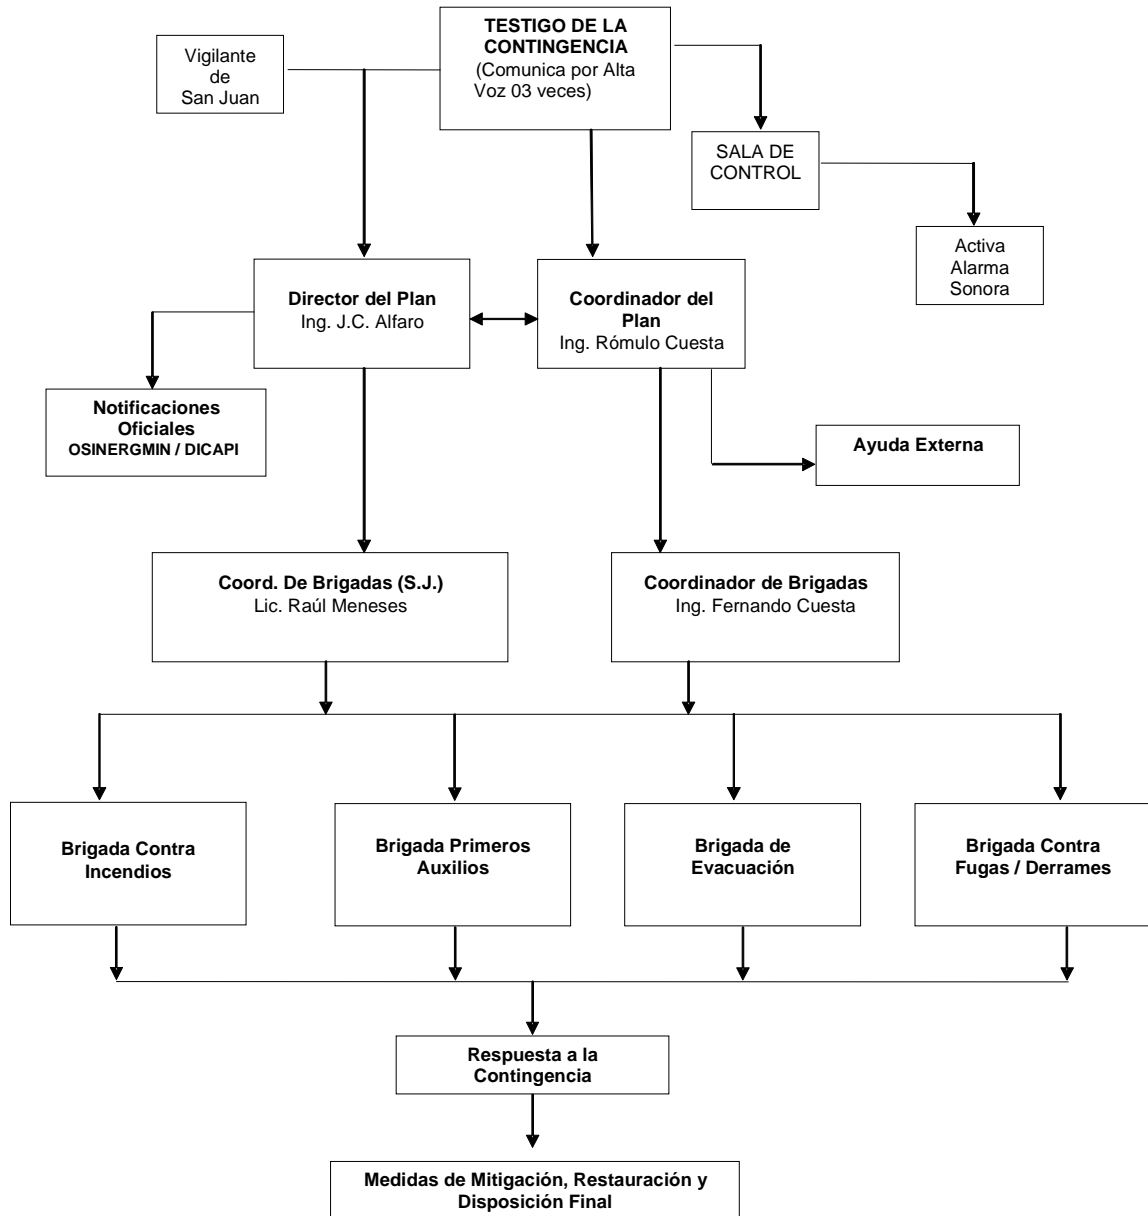 TESTIGO DE LA
CONTINGENCIA
(Comunica por Alta
Voz 03 veces)
Vigilante
de
San Juan
SALA DE
CONTROL
Activa
Alarma
Sonora
Director del Plan
Ing. J.C. Alfaro
Coordinador del
Plan
Ing. Rómulo Cuesta
Notificaciones
Oficiales
OSINERGMIN / DICAPI
Ayuda Externa
Coord. De Brigadas (S.J.)
Lic. Raúl Meneses
Coordinador de Brigadas
Ing. Fernando Cuesta
Brigada Contra
Incendios
Brigada Primeros
Auxilios
Brigada de
Evacuación
Brigada Contra
Fugas / Derrames
Respuesta a la
Contingencia
Medidas de Mitigación, Restauración y
Disposición Final